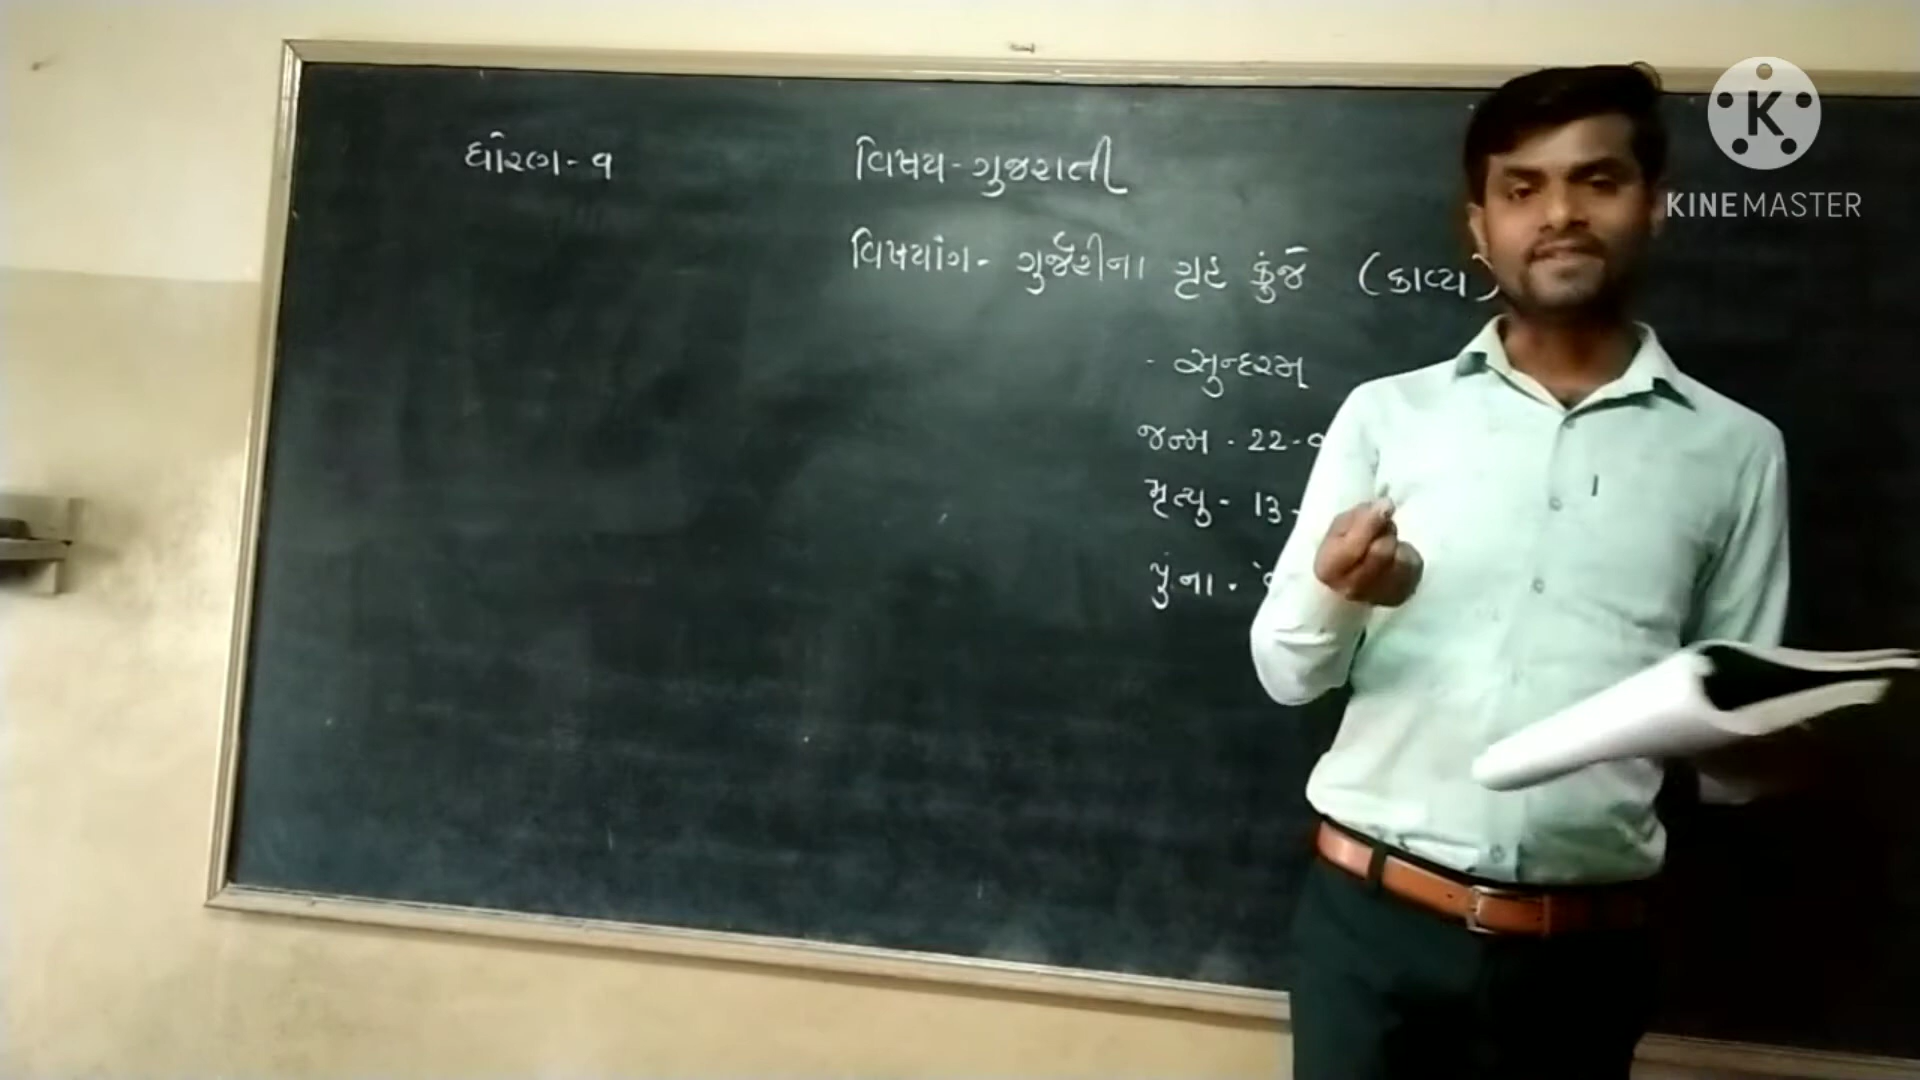 ધોરણ - ૧
વિષય - ગુજરાતી
વિષયાંગ - ગુર્જરીના ગૃહ કુંજે (કાવ્ય)
- સુન્દરમ્
જન્મ - 22 -
મૃત્યુ - 13 -
પુ.ના. -
KINEMASTER